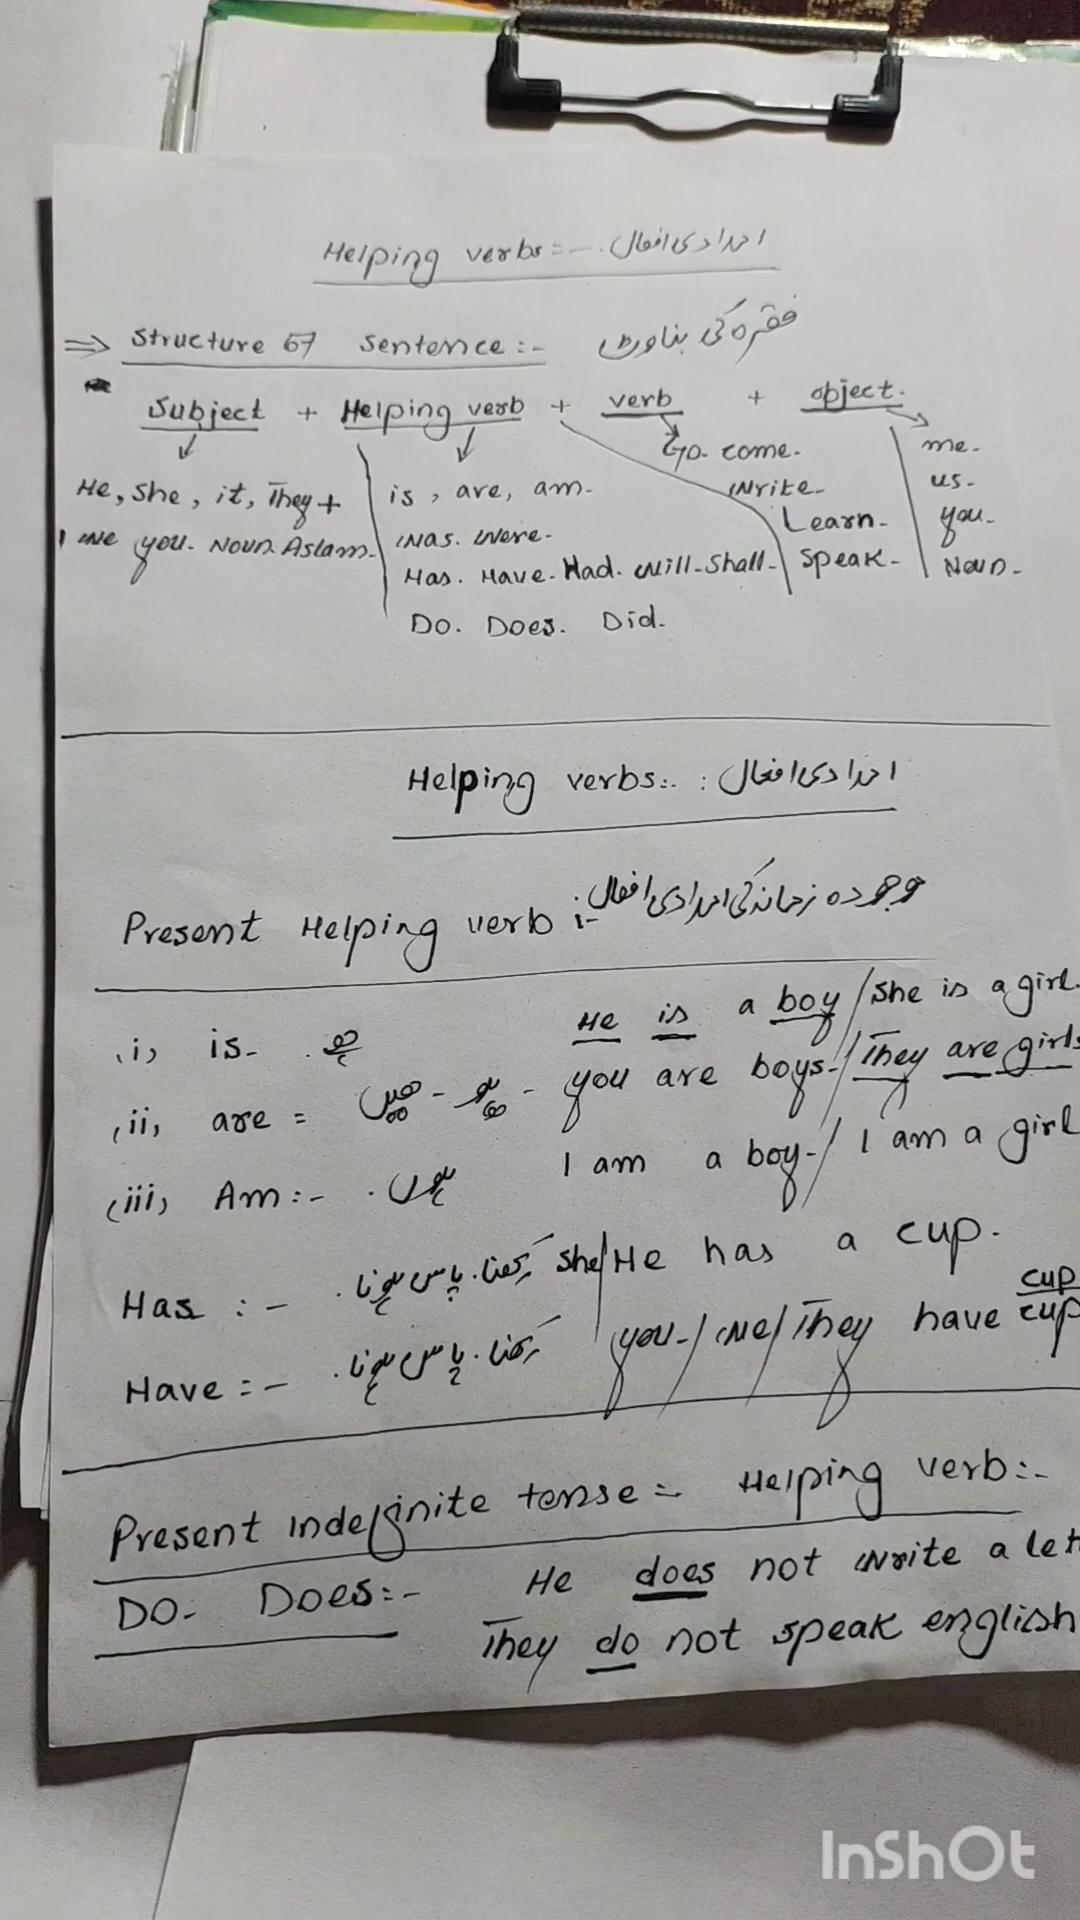 Helping verbs:-. امدادی افعال
⇒ Structure of Sentence:- فقرہ کی بناوٹ
Subject + Helping verb + verb + object.
He, She, it, They + is, are, am. Go. come. me.
I we you. Noun. Aslam. was. were. write. us.
Has. Have. Had. will. Shall. Learn. you.
Do. Does. Did. speak. Noun.
Helping verbs:. : امدادی افعال
Present Helping verb :- موجودہ زمانہ کی امدادی افعال
(i) is- . ہے He is a boy / She is a girl.
(ii) are = ہیں - ہو - you are boys- / They are girls
(iii) Am:- . ہوں I am a boy- / I am a girl
Has :- رکھنا. پاس ہونا. She/He has a cup.
Have :- رکھنا. پاس ہونا. you-/we/They have cup cup
Present indefinite tense = Helping verb:-
DO- Does:- He does not write a let
They do not speak english
InShOt